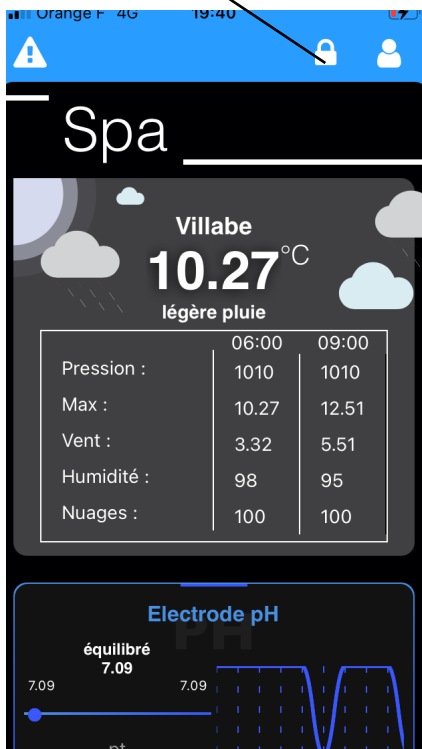 Orange F 4G 19:40
Spa
Villabe
10.27°C
légère pluie
06:00 09:00
Pression : 1010 1010
Max : 10.27 12.51
Vent : 3.32 5.51
Humidité : 98 95
Nuages : 100 100
Electrode pH
PH
équilibré
7.09
7.09 7.09